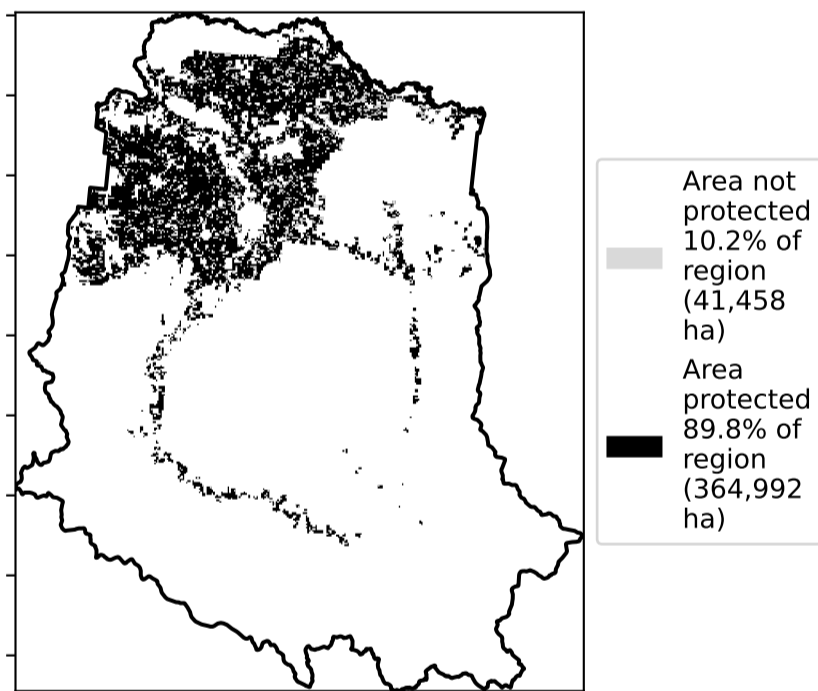 Area not
protected
10.2% of
region
(41,458
ha)
Area
protected
89.8% of
region
(364,992
ha)